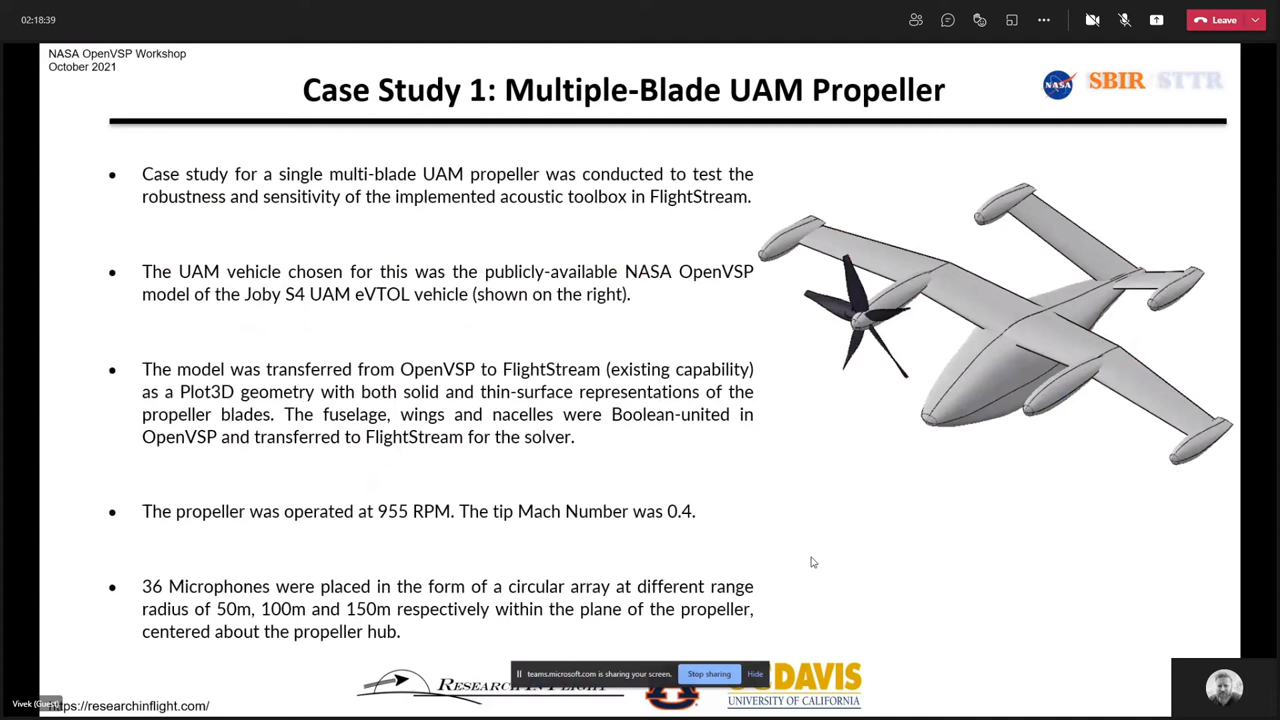 02:18:39
Leave
NASA OpenVSP Workshop
October 2021
Case Study 1: Multiple-Blade UAM Propeller
NASA
SBIR/STTR
• Case study for a single multi-blade UAM propeller was conducted to test the
robustness and sensitivity of the implemented acoustic toolbox in FlightStream.
• The UAM vehicle chosen for this was the publicly-available NASA OpenVSP
model of the Joby S4 UAM eVTOL vehicle (shown on the right).
• The model was transferred from OpenVSP to FlightStream (existing capability)
as a Plot3D geometry with both solid and thin-surface representations of the
propeller blades. The fuselage, wings and nacelles were Boolean-united in
OpenVSP and transferred to FlightStream for the solver.
• The propeller was operated at 955 RPM. The tip Mach Number was 0.4.
• 36 Microphones were placed in the form of a circular array at different range
radius of 50m, 100m and 150m respectively within the plane of the propeller,
centered about the propeller hub.
teams.microsoft.com is sharing your screen.
Stop sharing
Hide
RESEARCH IN FLIGHT
DAVIS
UNIVERSITY OF CALIFORNIA
Vivek (Guest)
https://researchinflight.com/